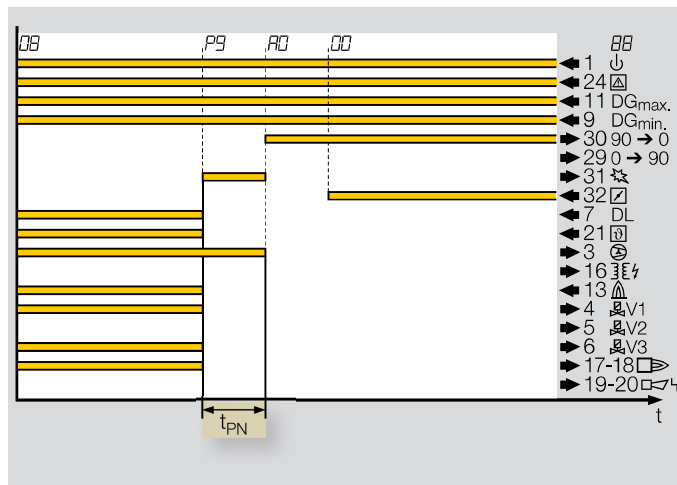 08 P9 A0 00 88
1
24
11 DGmax.
9 DGmin.
30 90 → 0
29 0 → 90
31
32
7 DL
21 ϑ
3
16
13
4 V1
5 V2
6 V3
17-18
19-20
t
tPN